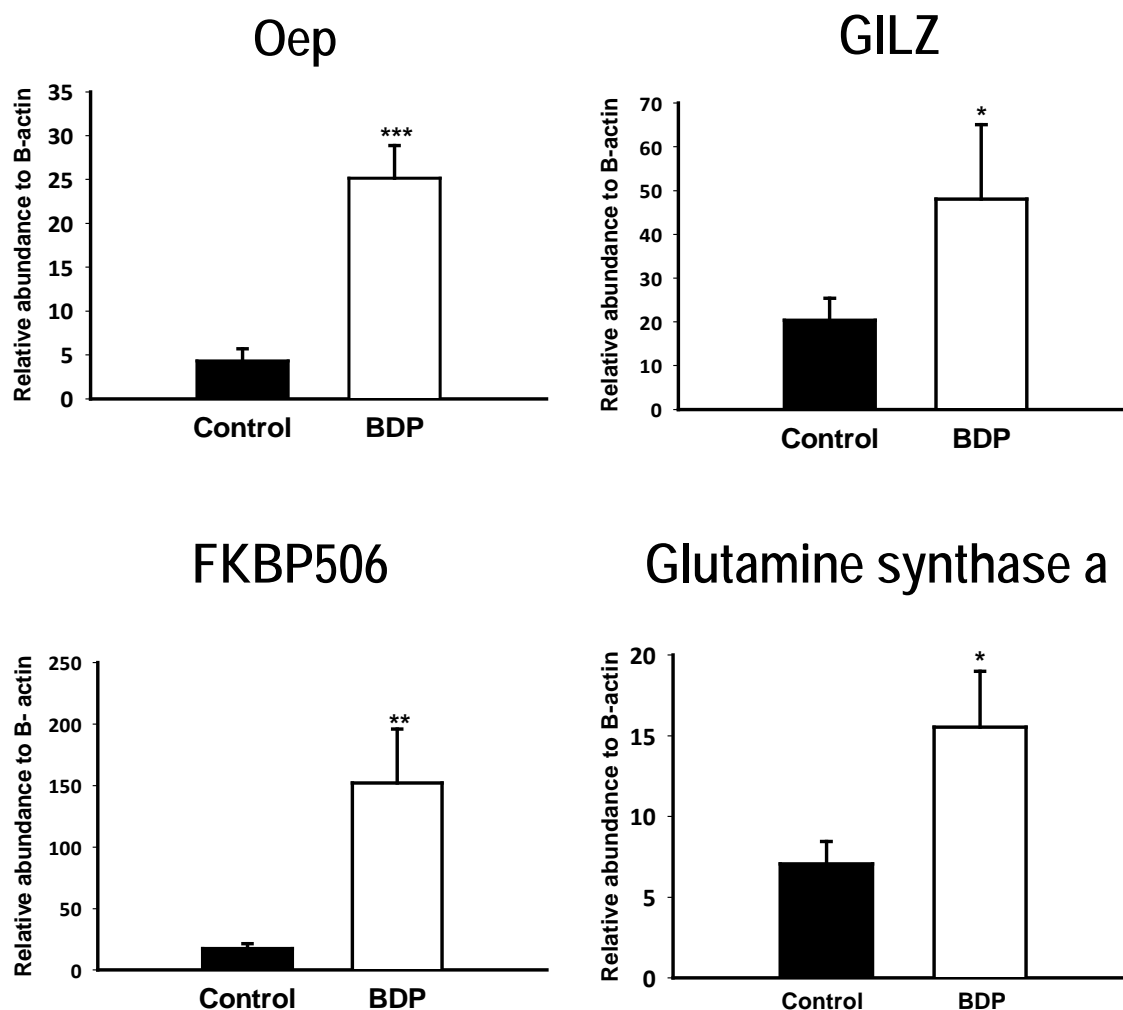 Oep
Relative abundance to B-actin
35
30
25
20
15
10
5
0
***
Control BDP
GILZ
Relative abundance to B-actin
70
60
50
40
30
20
10
0
*
Control BDP
FKBP506
Relative abundance to B- actin
250
200
150
100
50
0
**
Control BDP
Glutamine synthase a
Relative abundance to B-actin
20
15
10
5
0
*
Control BDP